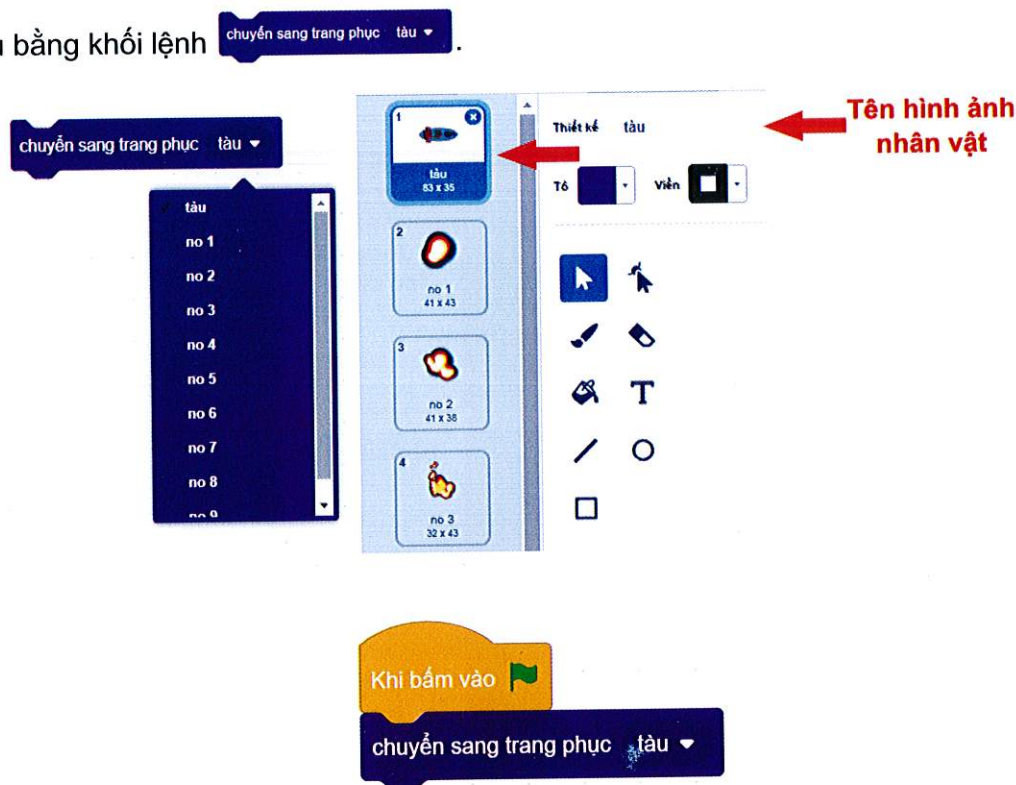 bằng khối lệnh chuyển sang trang phục tàu .
chuyển sang trang phục tàu
tàu
no 1
no 2
no 3
no 4
no 5
no 6
no 7
no 8
no 9
1
tàu
83 x 35
2
no 1
41 x 43
3
no 2
41 x 38
4
no 3
32 x 43
Thiết kế tàu
Tô Viền
T
Tên hình ảnh
nhân vật
Khi bấm vào
chuyển sang trang phục tàu